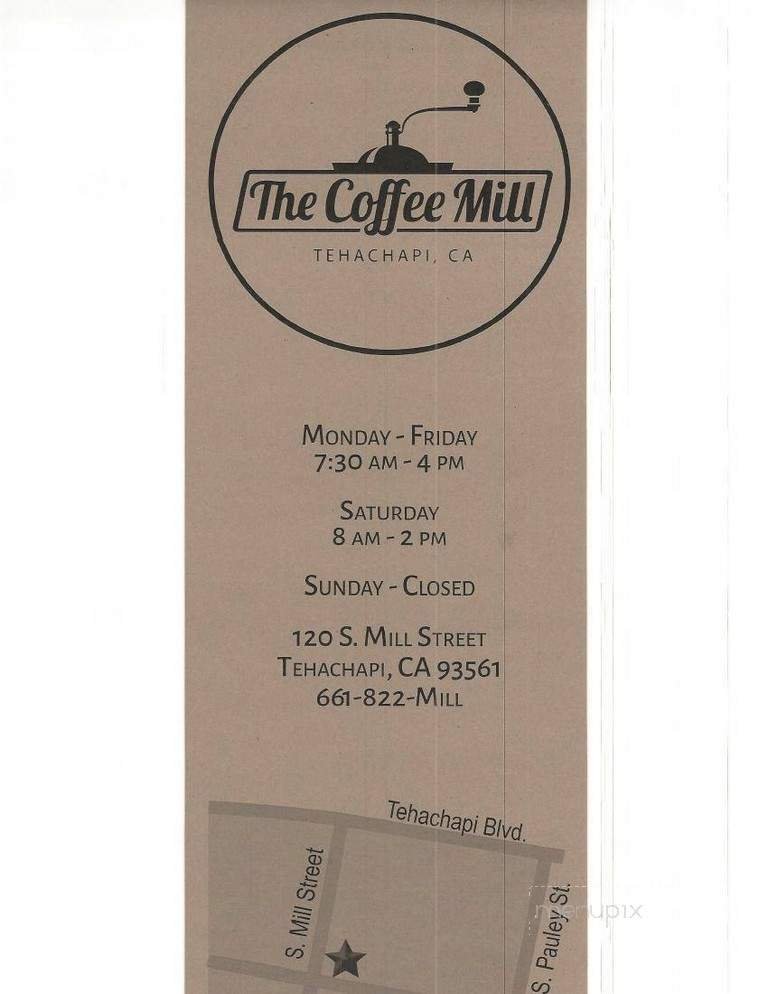 The Coffee Mill
TEHACHAPI, CA
Monday - Friday
7:30 am - 4 pm
Saturday
8 am - 2 pm
Sunday - Closed
120 S. Mill Street
Tehachapi, CA 93561
661-822-Mill
Tehachapi Blvd.
S. Mill Street
S. Pauley St.
menupix